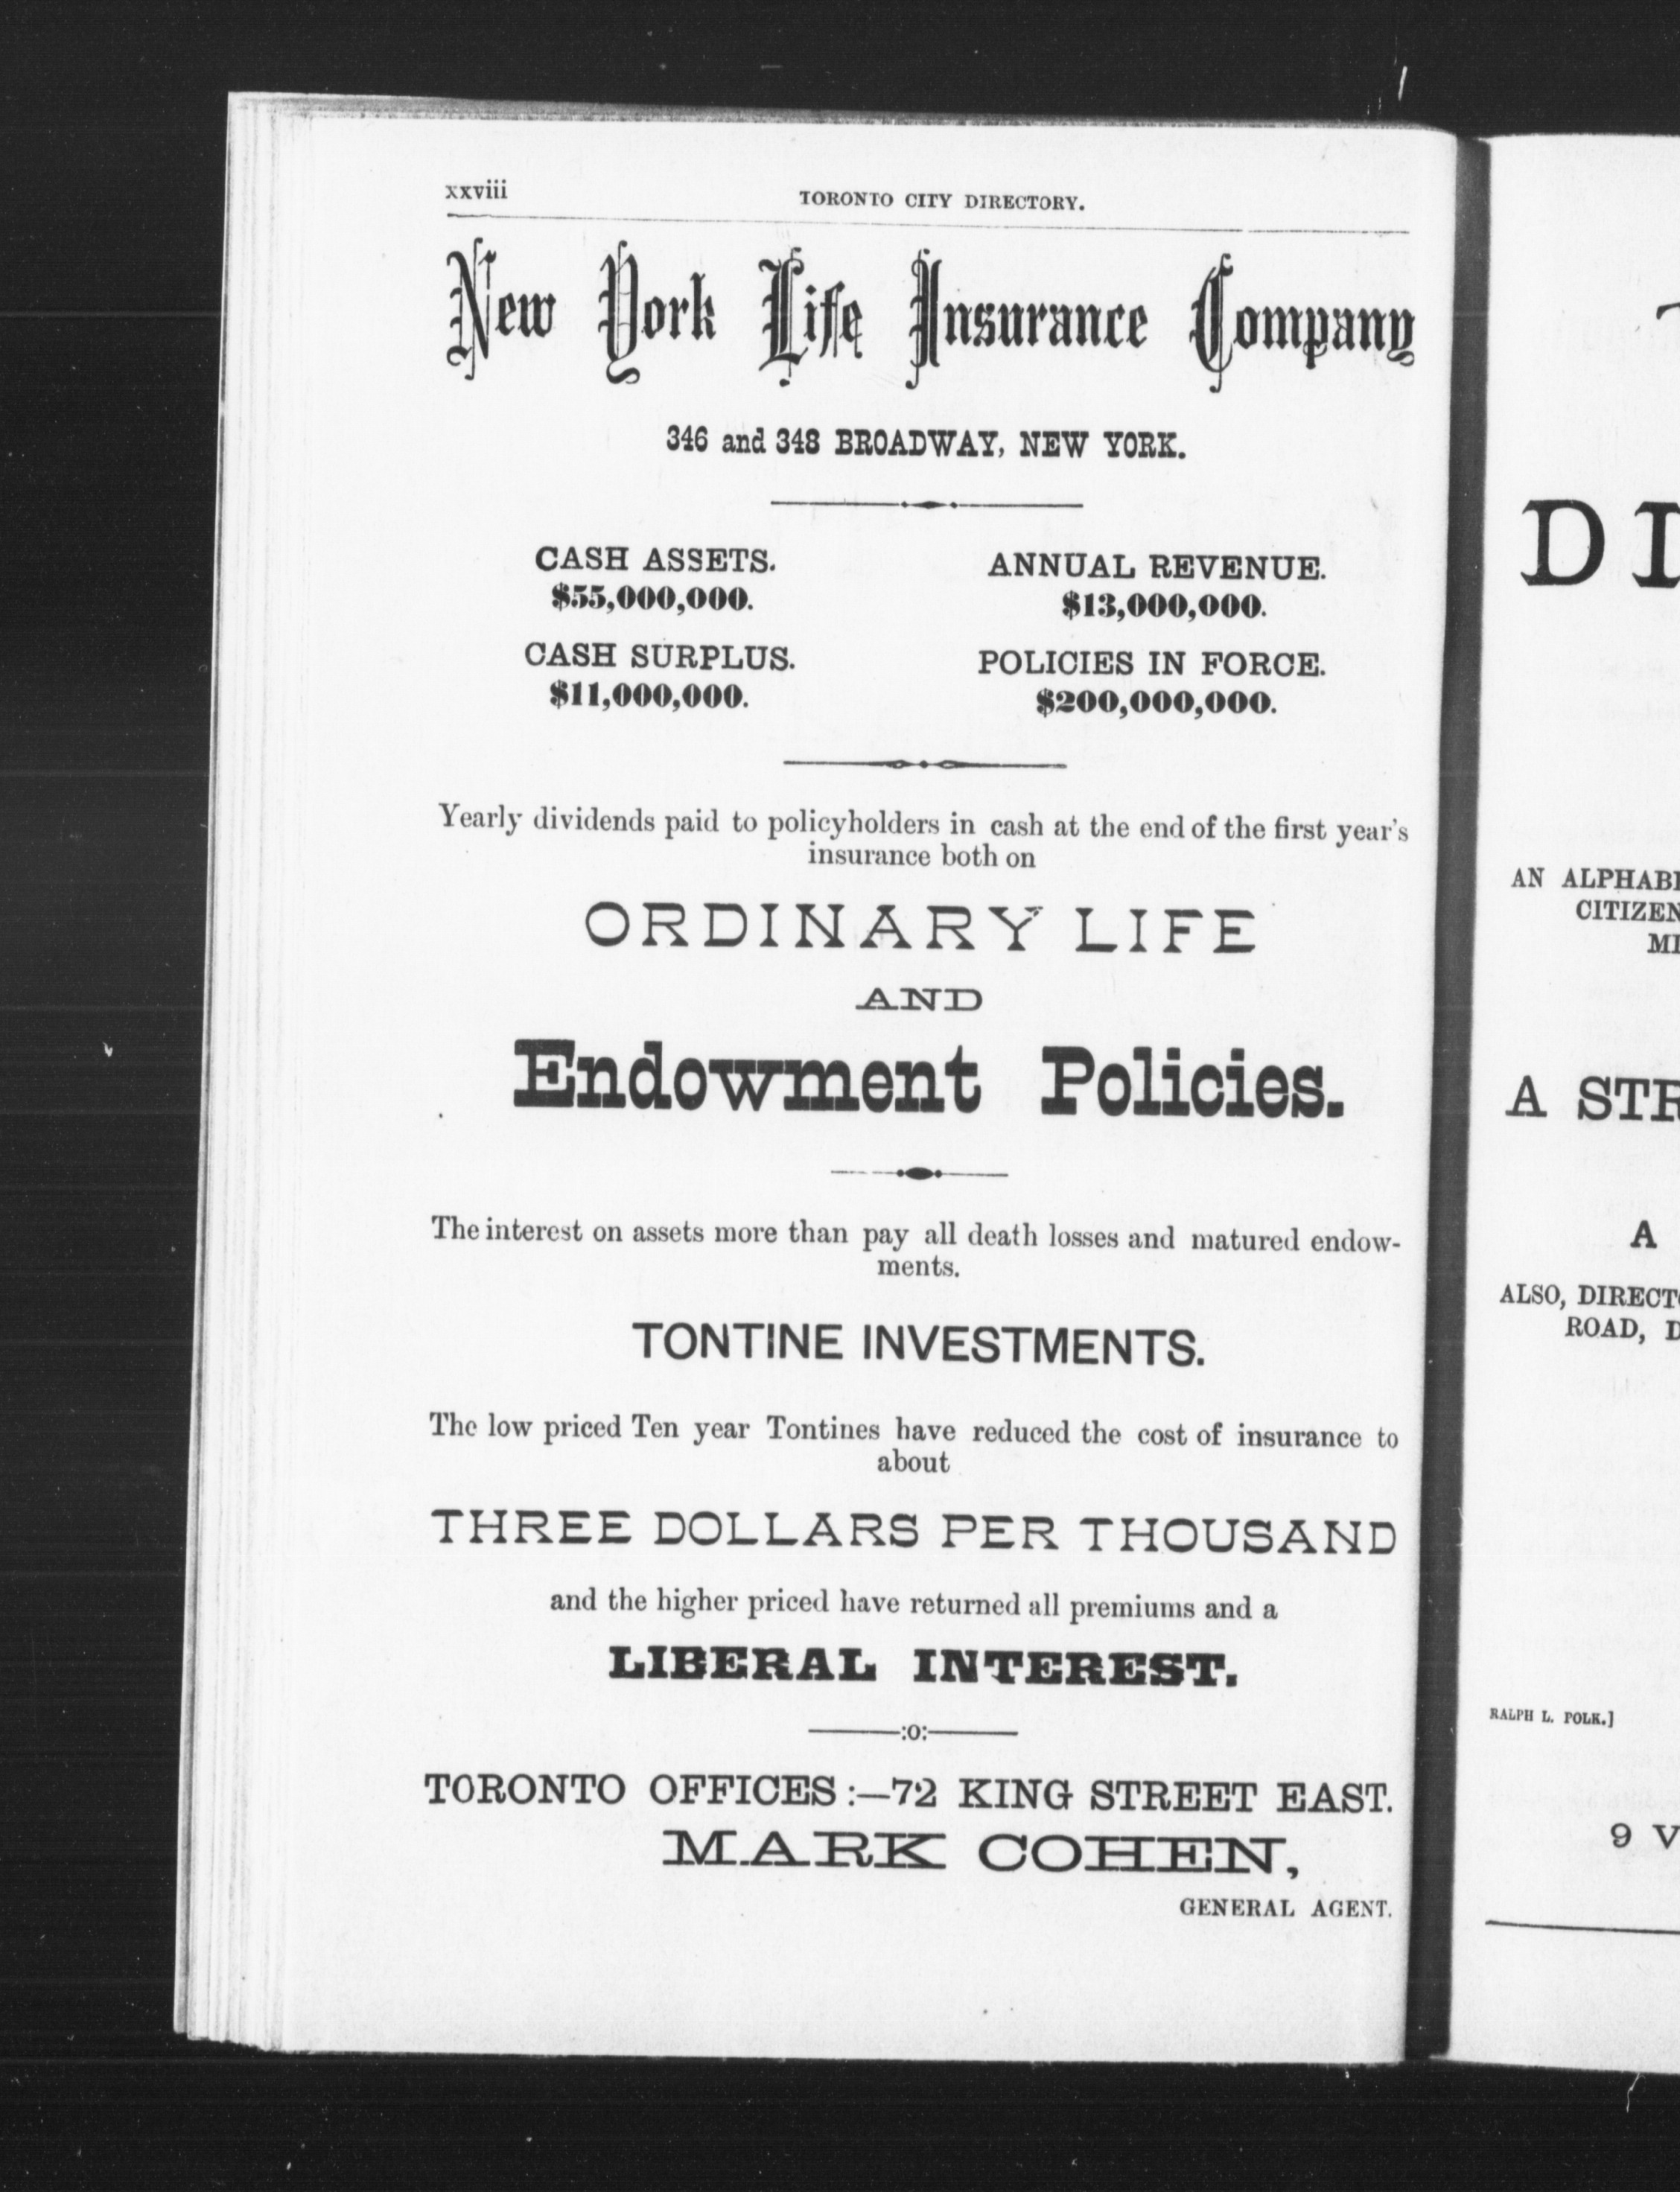 xxviii TORONTO CITY DIRECTORY.
New York Life Insurance Company
346 and 348 BROADWAY, NEW YORK.
CASH ASSETS. ANNUAL REVENUE.
$55,000,000. $13,000,000.
CASH SURPLUS. POLICIES IN FORCE.
$11,000,000. $200,000,000.
Yearly dividends paid to policyholders in cash at the end of the first year's
insurance both on
ORDINARY LIFE
AND
Endowment Policies.
The interest on assets more than pay all death losses and matured endow-
ments.
TONTINE INVESTMENTS.
The low priced Ten year Tontines have reduced the cost of insurance to
about
THREE DOLLARS PER THOUSAND
and the higher priced have returned all premiums and a
LIBERAL INTEREST.
:o:
TORONTO OFFICES:—72 KING STREET EAST.
MARK COHEN,
GENERAL AGENT.
DI
AN ALPHABE
CITIZEN
MI
A STR
A
ALSO, DIRECTO
ROAD, D
RALPH L. POLK.]
9 V